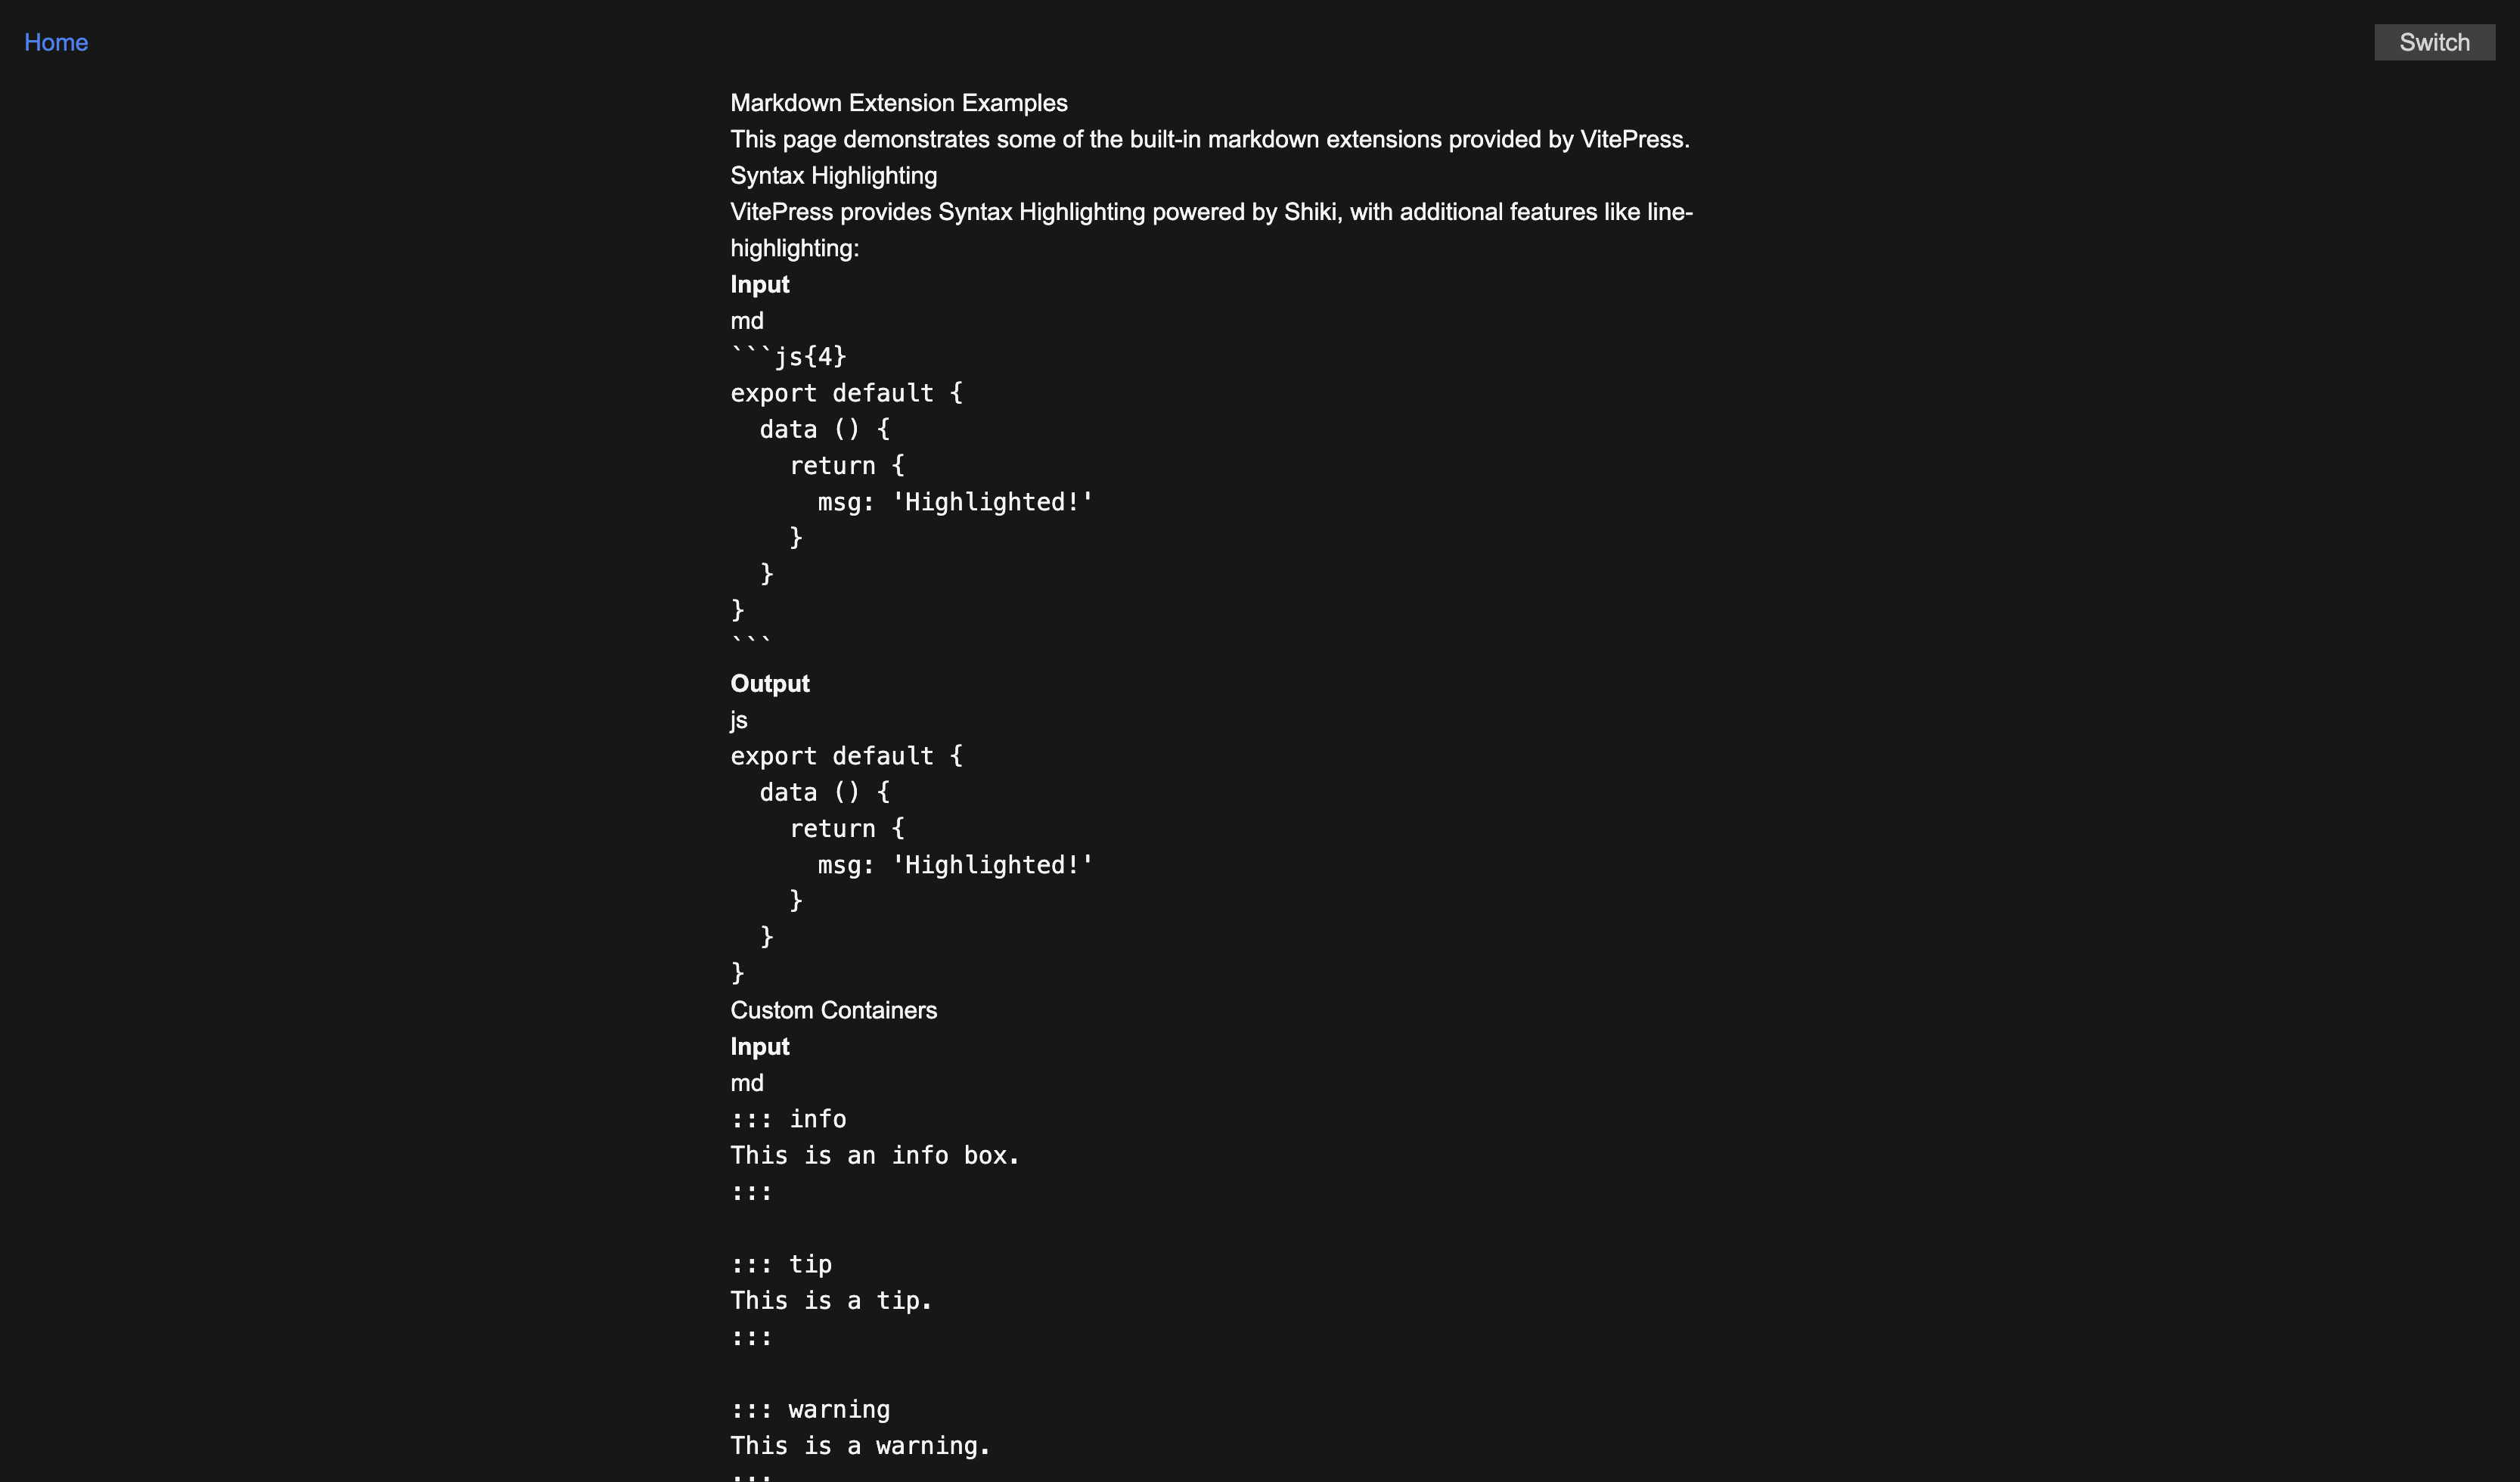 Home
Switch
Markdown Extension Examples
This page demonstrates some of the built-in markdown extensions provided by VitePress.
Syntax Highlighting
VitePress provides Syntax Highlighting powered by Shiki, with additional features like line-
highlighting:
Input
md
```js{4}
export default {
  data () {
    return {
      msg: 'Highlighted!'
    }
  }
}
```
Output
js
export default {
  data () {
    return {
      msg: 'Highlighted!'
    }
  }
}
Custom Containers
Input
md
::: info
This is an info box.
:::

::: tip
This is a tip.
:::

::: warning
This is a warning.
:::